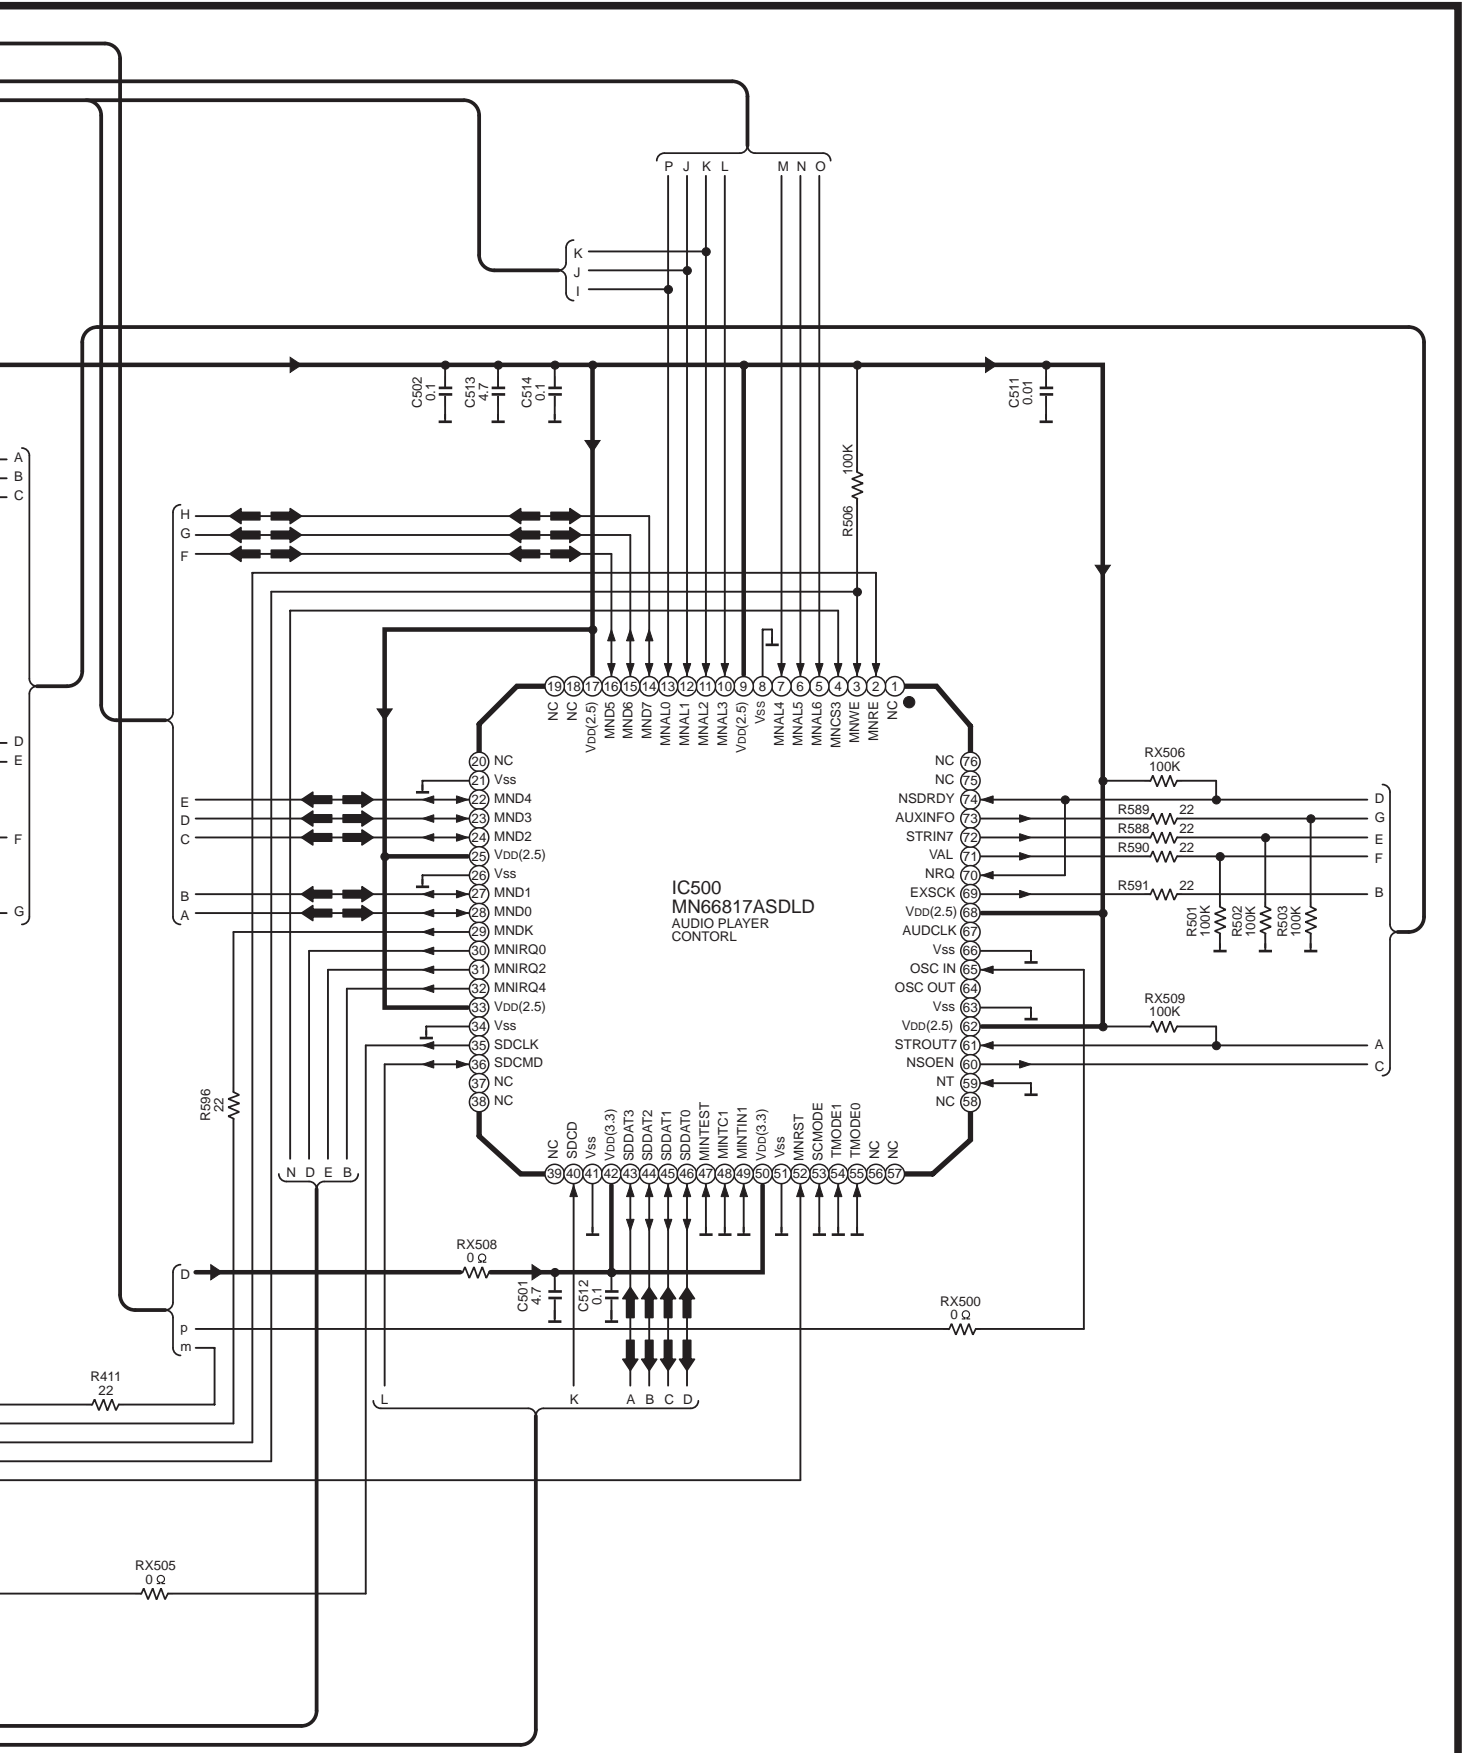 P J K L M N O
K
J
I
C502
0.1
C513
4.7
C514
0.1
C511
0.01
100K
R506
A
B
C
D
E
F
G
H
G
F
E
D
C
B
A
19 18 17 16 15 14 13 12 11 10 9 8 7 6 5 4 3 2 1
NC
NC
VDD(2.5)
MND5
MND6
MND7
MNAL0
MNAL1
MNAL2
MNAL3
VDD(2.5)
Vss
MNAL4
MNAL5
MNAL6
MNCS3
MNWE
MNRE
NC
20 NC
21 Vss
22 MND4
23 MND3
24 MND2
25 VDD(2.5)
26 Vss
27 MND1
28 MND0
29 MNDK
30 MNIRQ0
31 MNIRQ2
32 MNIRQ4
33 VDD(2.5)
34 Vss
35 SDCLK
36 SDCMD
37 NC
38 NC
IC500
MN66817ASDLD
AUDIO PLAYER
CONTORL
NC 76
NC 75
NSDRDY 74
AUXINFO 73
STRIN7 72
VAL 71
NRQ 70
EXSCK 69
VDD(2.5) 68
AUDCLK 67
Vss 66
OSC IN 65
OSC OUT 64
Vss 63
VDD(2.5) 62
STROUT7 61
NSOEN 60
NT 59
NC 58
RX506
100K
R589 22
R588 22
R590 22
R591 22
R501
100K
R502
100K
R503
100K
RX509
100K
D
G
E
F
B
A
C
NC
SDCD
Vss
VDD(3.3)
SDDAT3
SDDAT2
SDDAT1
SDDAT0
MINTEST
MINTC1
MINTIN1
VDD(3.3)
Vss
MNRST
SCMODE
TMODE1
TMODE0
NC
NC
39 40 41 42 43 44 45 46 47 48 49 50 51 52 53 54 55 56 57
R596
22
N D E B
D
p
m
RX508
0 Ω
C501
4.7
C512
0.1
RX500
0 Ω
R411
22
L K A B C D
RX505
0 Ω